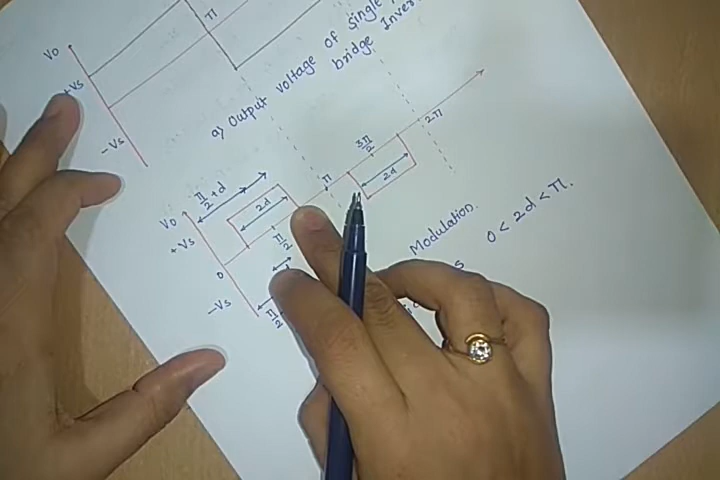 Vo
π
+Vs
-Vs
a) Output voltage of single
bridge Inver
2π
3π/2
2d
π
π/2 + d
2d
Vo
+Vs
π/2
0
-Vs
π/2
Modulation.
0 < 2d < π.